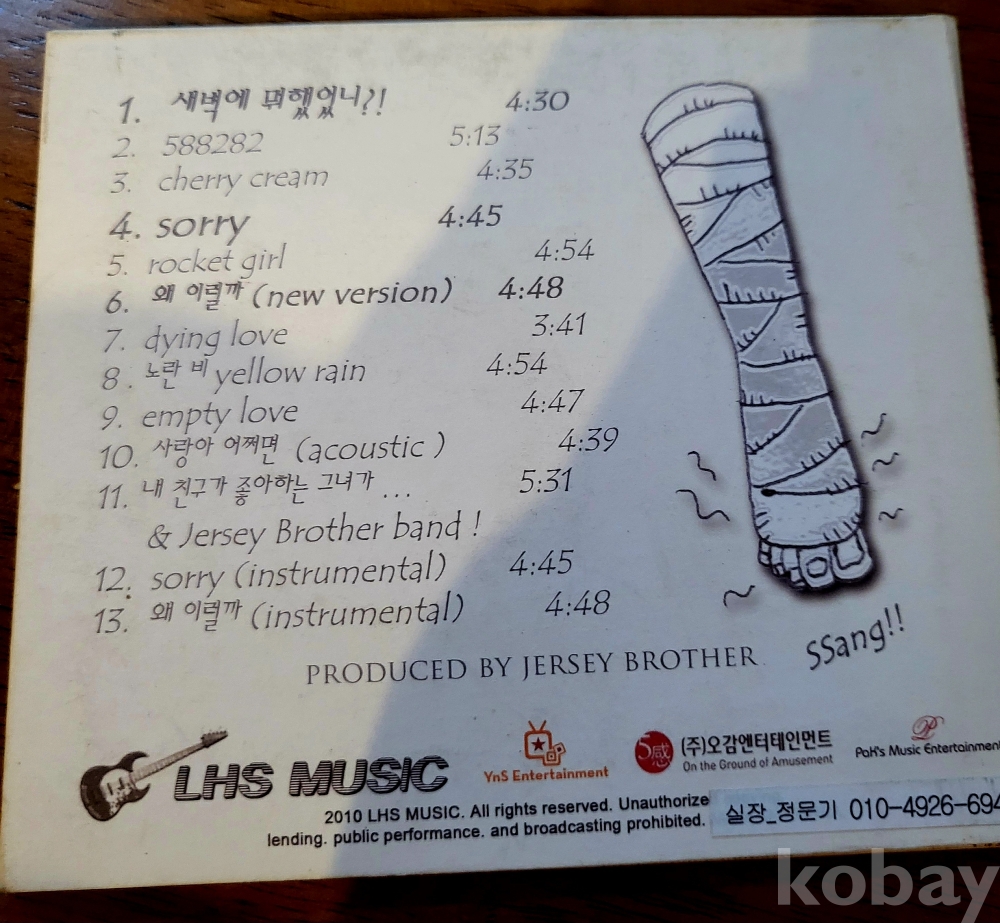 1. 새벽에 뭐했었니?! 4:30
2. 588282 5:13
3. cherry cream 4:35
4. sorry 4:45
5. rocket girl 4:54
6. 왜 이럴까 (new version) 4:48
7. dying love 3:41
8. 노란 비 yellow rain 4:54
9. empty love 4:47
10. 사랑아 어쩌면 (acoustic) 4:39
11. 내 친구가 좋아하는 그녀가 ... 5:31
& Jersey Brother band !
12. sorry (instrumental) 4:45
13. 왜 이럴까 (instrumental) 4:48
PRODUCED BY JERSEY BROTHER
SSang!!
LHS MUSIC
YnS Entertainment
5感
(주)오감엔터테인먼트
On the Ground of Amusement
P
PaK's Music Entertainment
2010 LHS MUSIC. All rights reserved. Unauthorize
lending. public performance. and broadcasting prohibited.
실장_정문기 010-4926-694
kobay